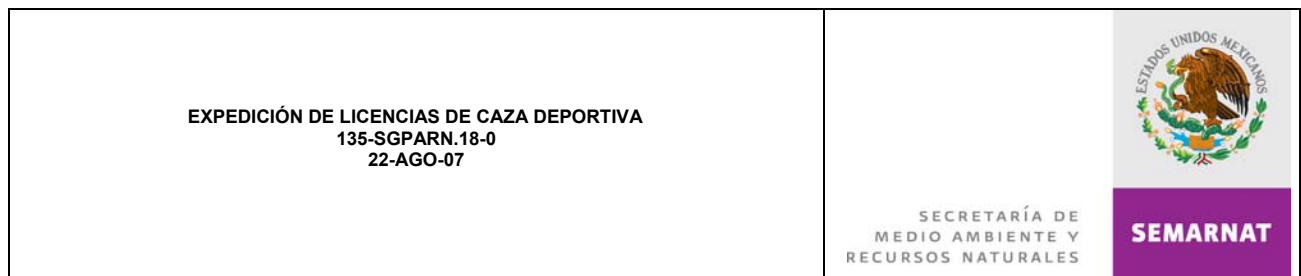 EXPEDICIÓN DE LICENCIAS DE CAZA DEPORTIVA
135-SGPARN.18-0
22-AGO-07
ESTADOS UNIDOS MEXICANOS
SECRETARÍA DE
MEDIO AMBIENTE Y
RECURSOS NATURALES
SEMARNAT